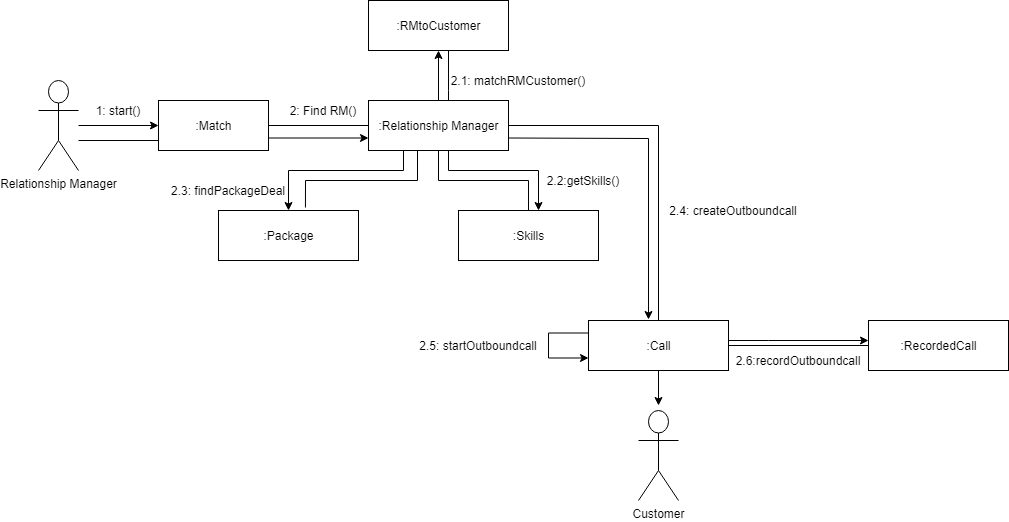 :RMtoCustomer
2.1: matchRMCustomer()
1: start()
:Match
2: Find RM()
:Relationship Manager
Relationship Manager
2.3: findPackageDeal
2.2:getSkills()
2.4: createOutboundcall
:Package
:Skills
2.5: startOutboundcall
:Call
:RecordedCall
2.6:recordOutboundcall
Customer